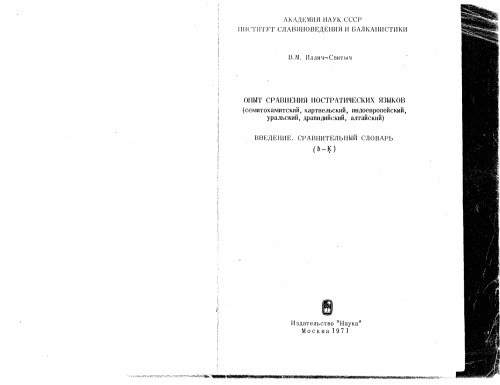 АКАДЕМИЯ НАУК СССР
ИНСТИТУТ СЛАВЯНОВЕДЕНИЯ И БАЛКАНИСТИКИ
В.М. Иллич-Свитыч
ОПЫТ СРАВНЕНИЯ НОСТРАТИЧЕСКИХ ЯЗЫКОВ
(семитохамитский, картвельский, индоевропейский,
уральский, дравидийский, алтайский)
ВВЕДЕНИЕ. СРАВНИТЕЛЬНЫЙ СЛОВАРЬ
(b-Ḳ)
Издательство "Наука"
Москва 1971